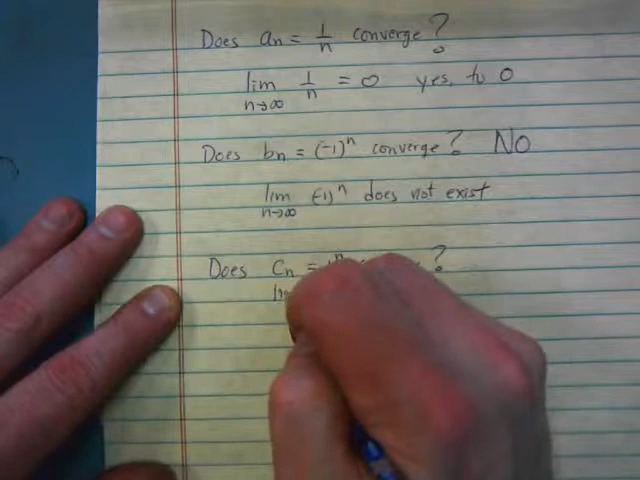 Does aₙ = 1/n converge?
lim n→∞ 1/n = 0 yes, to 0
Does bₙ = (-1)ⁿ converge? No
lim n→∞ (-1)ⁿ does not exist
Does cₙ = ?